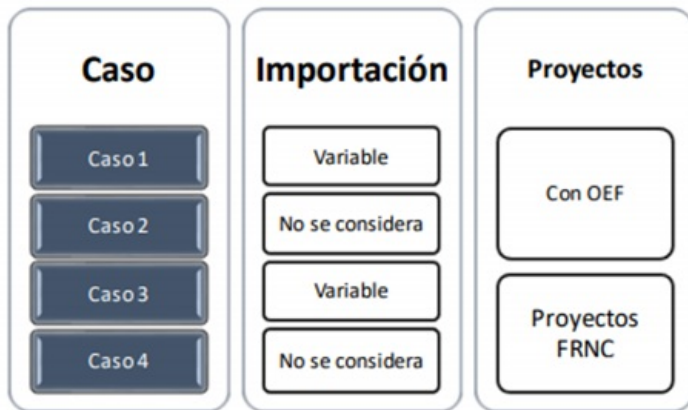 Caso
Caso 1
Caso 2
Caso 3
Caso 4
Importación
Variable
No se considera
Variable
No se considera
Proyectos
Con OEF
Proyectos
FRNC